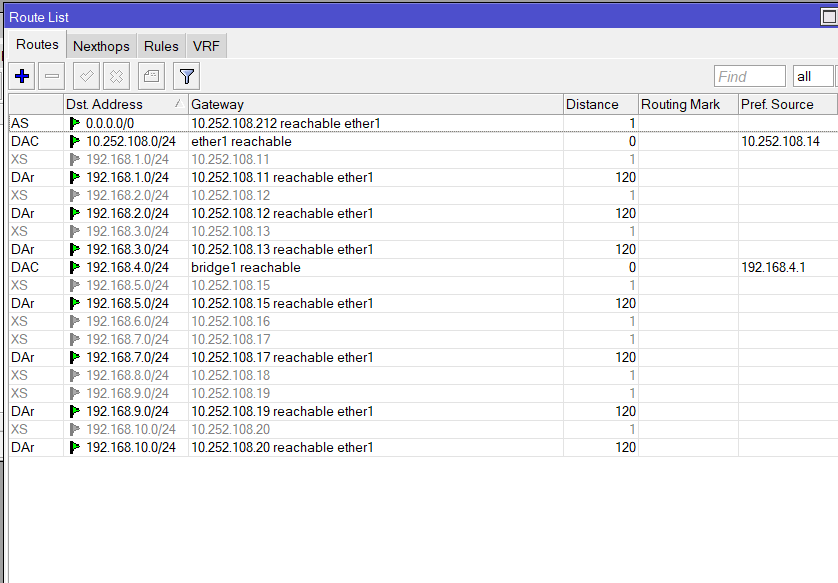 Route List
Routes Nexthops Rules VRF
Find all
Dst. Address Gateway Distance Routing Mark Pref. Source
AS 0.0.0.0/0 10.252.108.212 reachable ether1 1
DAC 10.252.108.0/24 ether1 reachable 0 10.252.108.14
XS 192.168.1.0/24 10.252.108.11 1
DAr 192.168.1.0/24 10.252.108.11 reachable ether1 120
XS 192.168.2.0/24 10.252.108.12 1
DAr 192.168.2.0/24 10.252.108.12 reachable ether1 120
XS 192.168.3.0/24 10.252.108.13 1
DAr 192.168.3.0/24 10.252.108.13 reachable ether1 120
DAC 192.168.4.0/24 bridge1 reachable 0 192.168.4.1
XS 192.168.5.0/24 10.252.108.15 1
DAr 192.168.5.0/24 10.252.108.15 reachable ether1 120
XS 192.168.6.0/24 10.252.108.16 1
XS 192.168.7.0/24 10.252.108.17 1
DAr 192.168.7.0/24 10.252.108.17 reachable ether1 120
XS 192.168.8.0/24 10.252.108.18 1
XS 192.168.9.0/24 10.252.108.19 1
DAr 192.168.9.0/24 10.252.108.19 reachable ether1 120
XS 192.168.10.0/24 10.252.108.20 1
DAr 192.168.10.0/24 10.252.108.20 reachable ether1 120